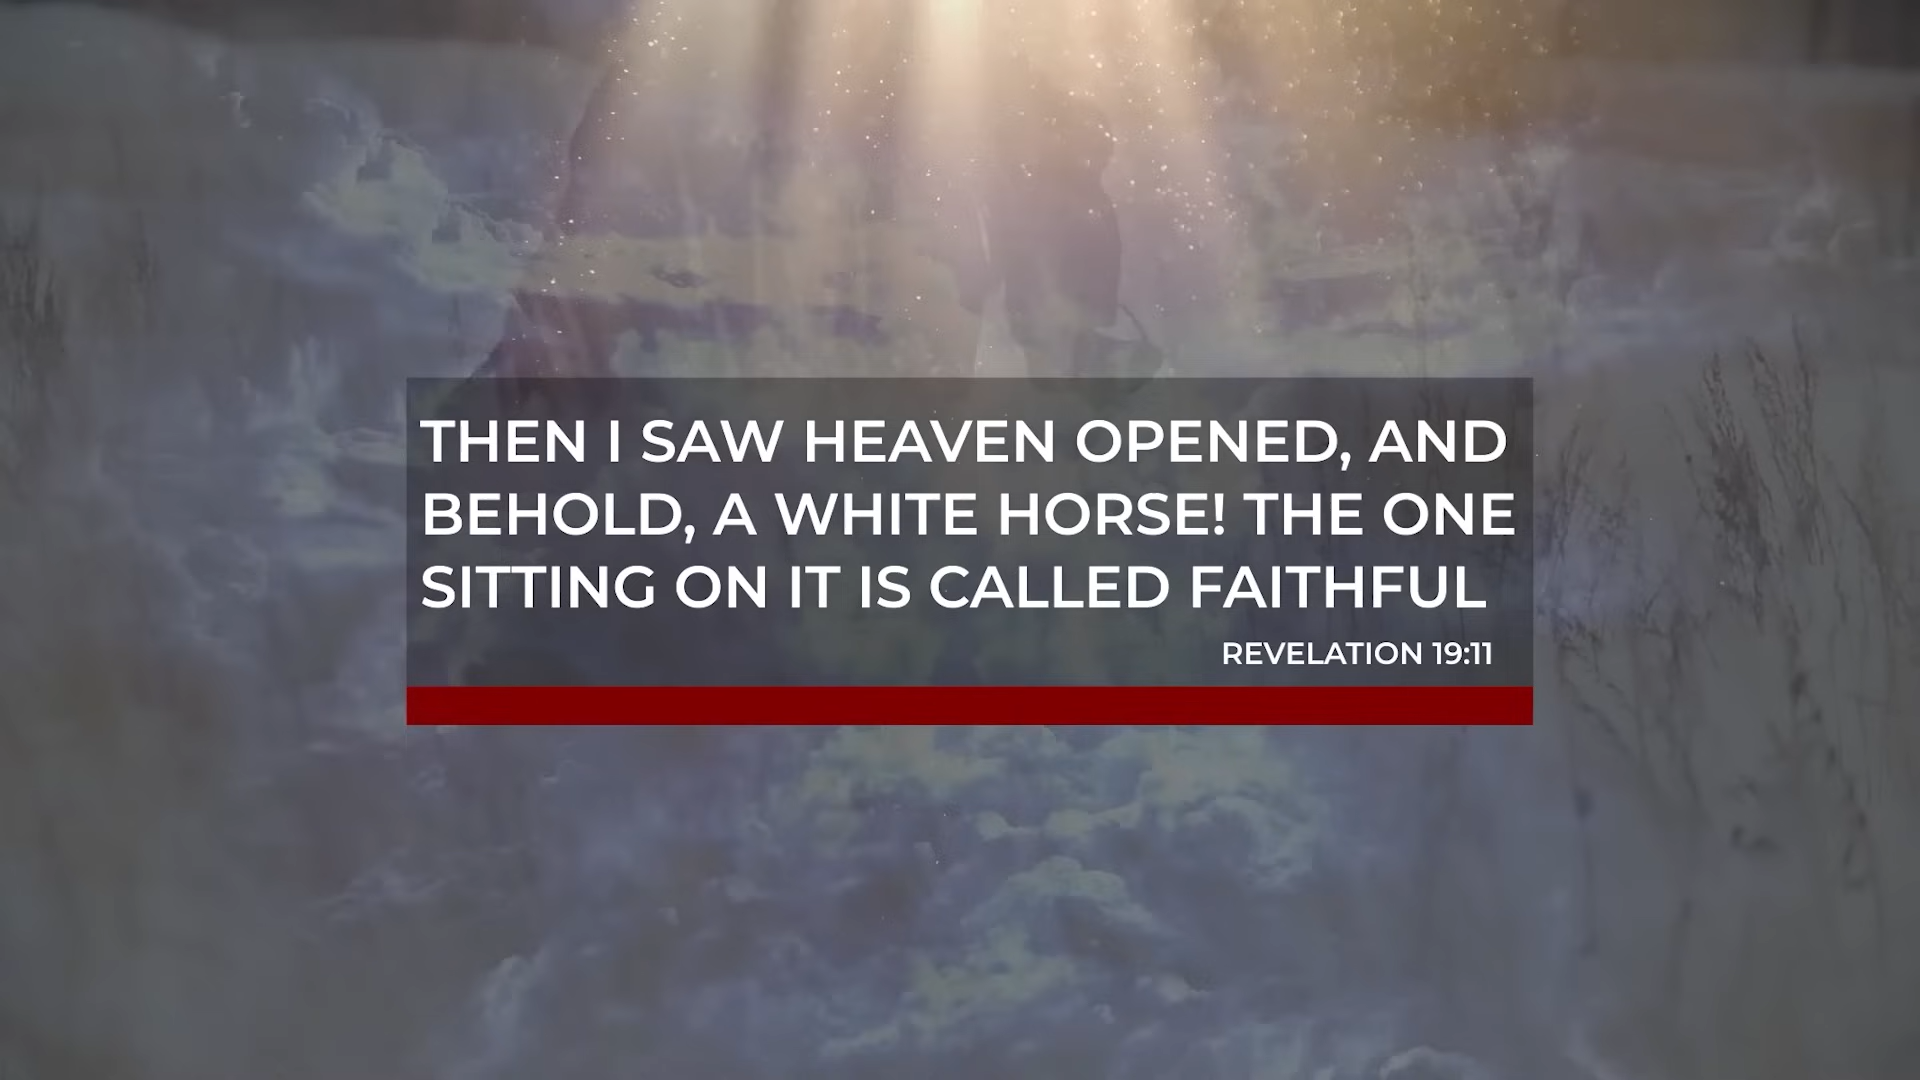 THEN I SAW HEAVEN OPENED, AND
BEHOLD, A WHITE HORSE! THE ONE
SITTING ON IT IS CALLED FAITHFUL
REVELATION 19:11